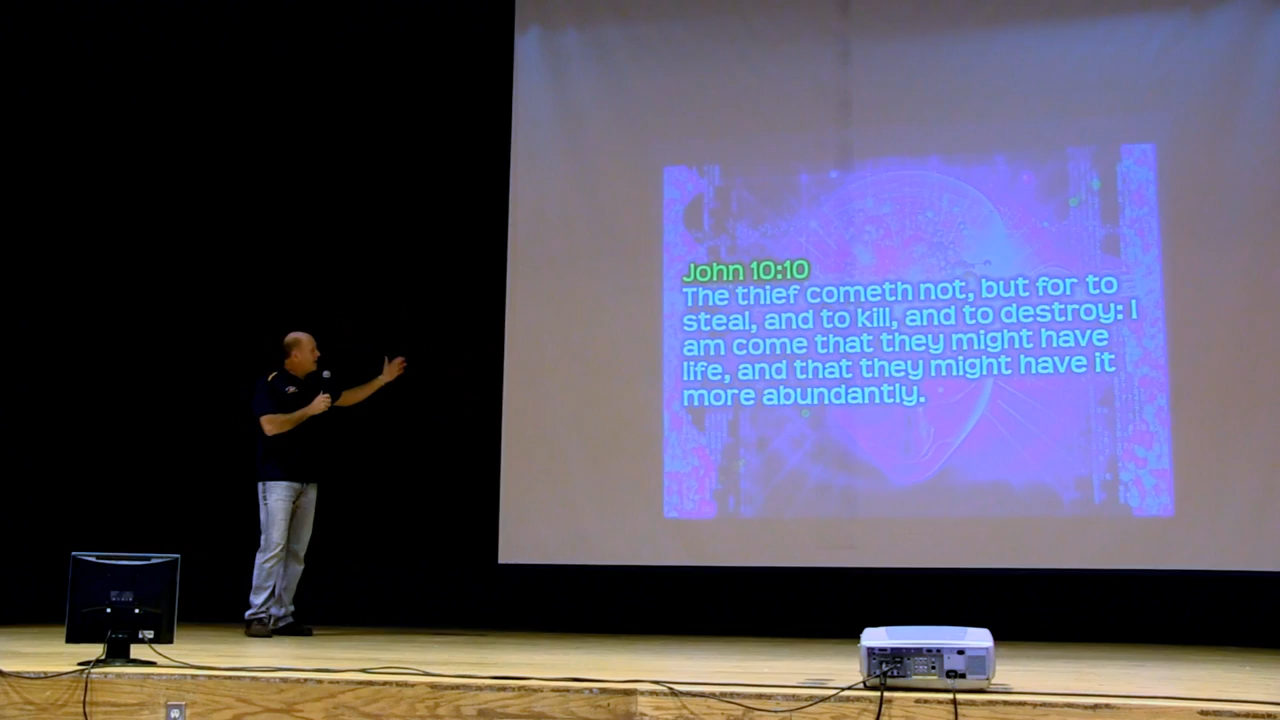 John 10:10
The thief cometh not, but for to
steal, and to kill, and to destroy: I
am come that they might have
life, and that they might have it
more abundantly.